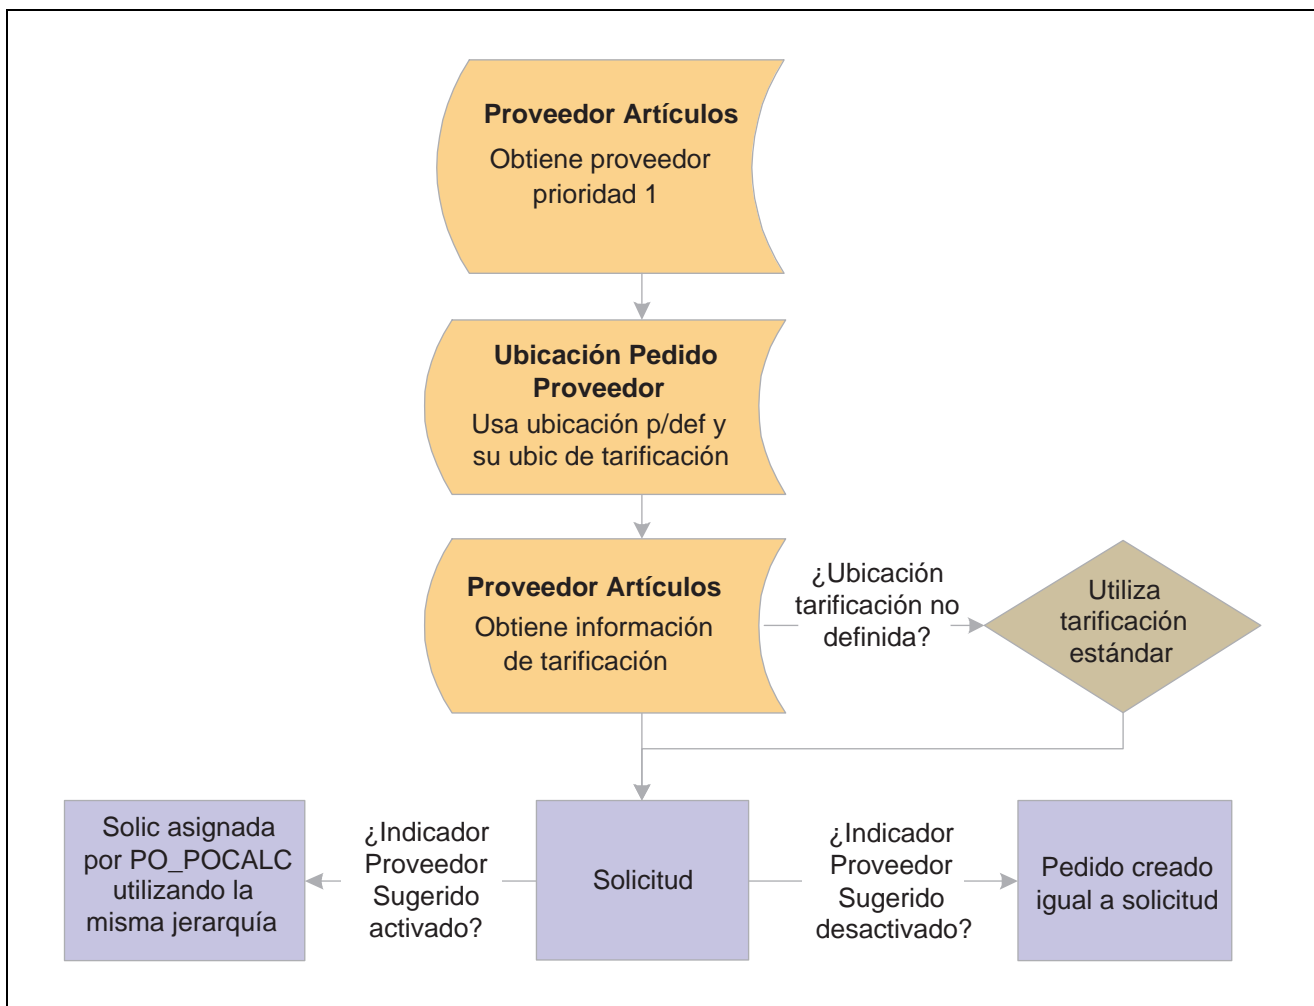 Proveedor Artículos
Obtiene proveedor
prioridad 1
Ubicación Pedido
Proveedor
Usa ubicación p/def y
su ubic de tarificación
Proveedor Artículos
Obtiene información
de tarificación
¿Ubicación
tarificación no
definida?
Utiliza
tarificación
estándar
Solic asignada
por PO_POCALC
utilizando la
misma jerarquía
¿Indicador
Proveedor
Sugerido
activado?
Solicitud
¿Indicador
Proveedor
Sugerido
desactivado?
Pedido creado
igual a solicitud